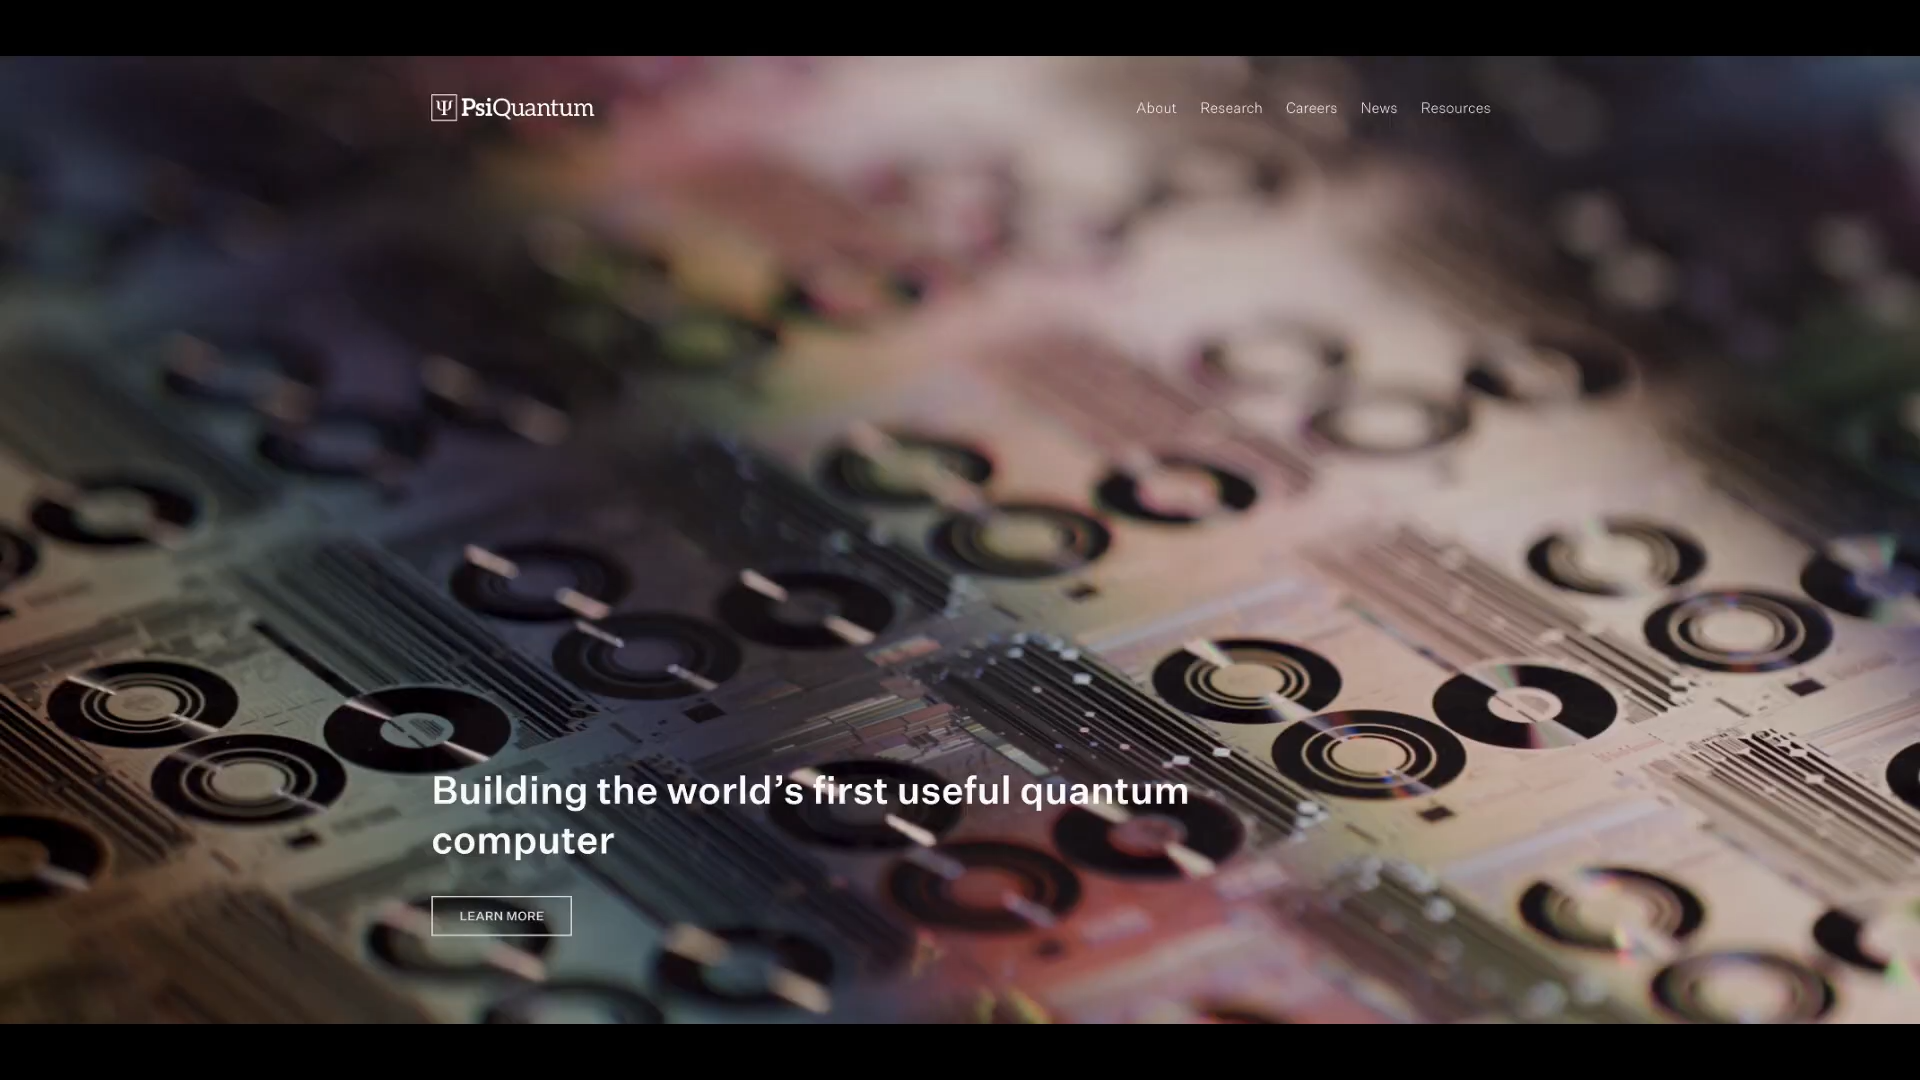 Ψ PsiQuantum
About Research Careers News Resources
Building the world’s first useful quantum
computer
LEARN MORE